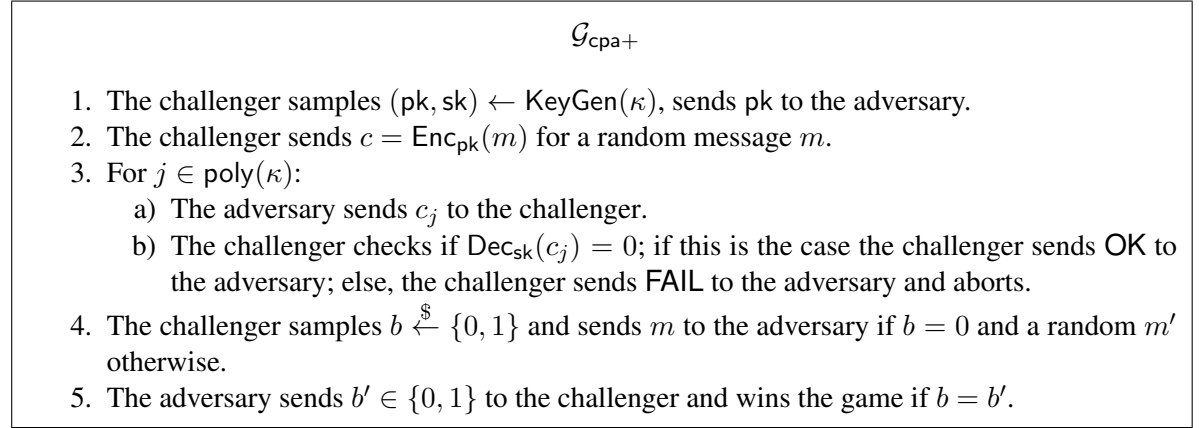 𝒢cpa+
1. The challenger samples (pk, sk) ← KeyGen(κ), sends pk to the adversary.
2. The challenger sends c = Encpk(m) for a random message m.
3. For j ∈ poly(κ):
a) The adversary sends cj to the challenger.
b) The challenger checks if Decsk(cj) = 0; if this is the case the challenger sends OK to
the adversary; else, the challenger sends FAIL to the adversary and aborts.
4. The challenger samples b $← {0, 1} and sends m to the adversary if b = 0 and a random m′
otherwise.
5. The adversary sends b′ ∈ {0, 1} to the challenger and wins the game if b = b′.